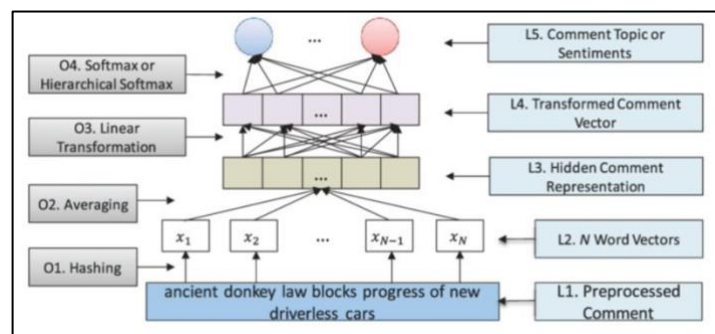 O4. Softmax or
Hierarchical Softmax
...
L5. Comment Topic or
Sentiments
O3. Linear
Transformation
...
L4. Transformed Comment
Vector
O2. Averaging
...
L3. Hidden Comment
Representation
O1. Hashing
x₁ x₂ ... xN−1 xN
L2. N Word Vectors
ancient donkey law blocks progress of new
driverless cars
L1. Preprocessed
Comment